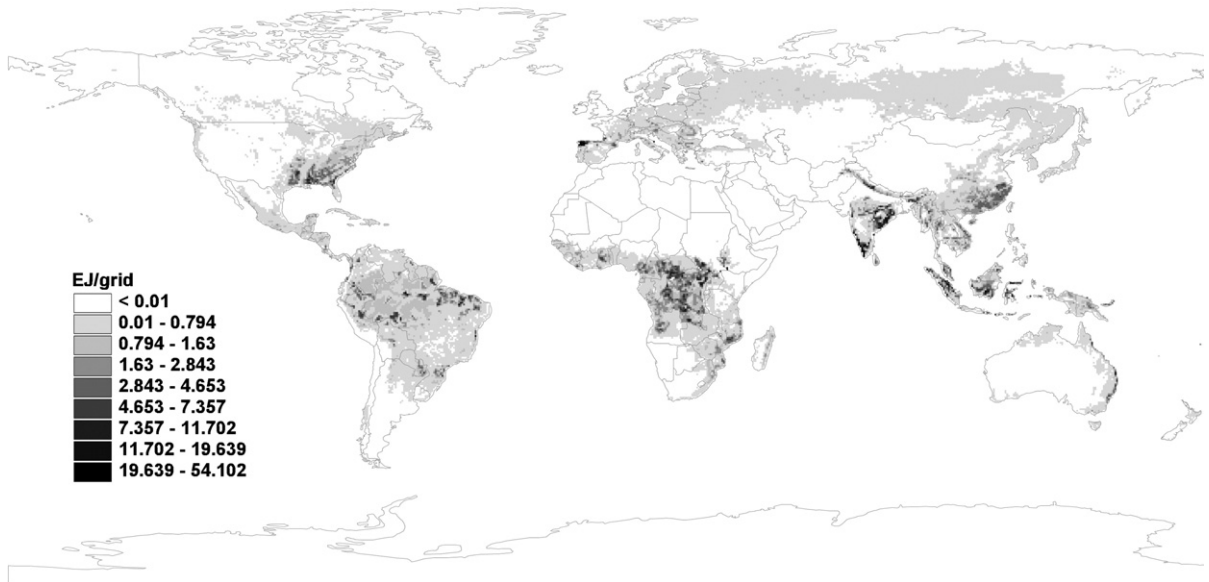 EJ/grid
< 0.01
0.01 - 0.794
0.794 - 1.63
1.63 - 2.843
2.843 - 4.653
4.653 - 7.357
7.357 - 11.702
11.702 - 19.639
19.639 - 54.102